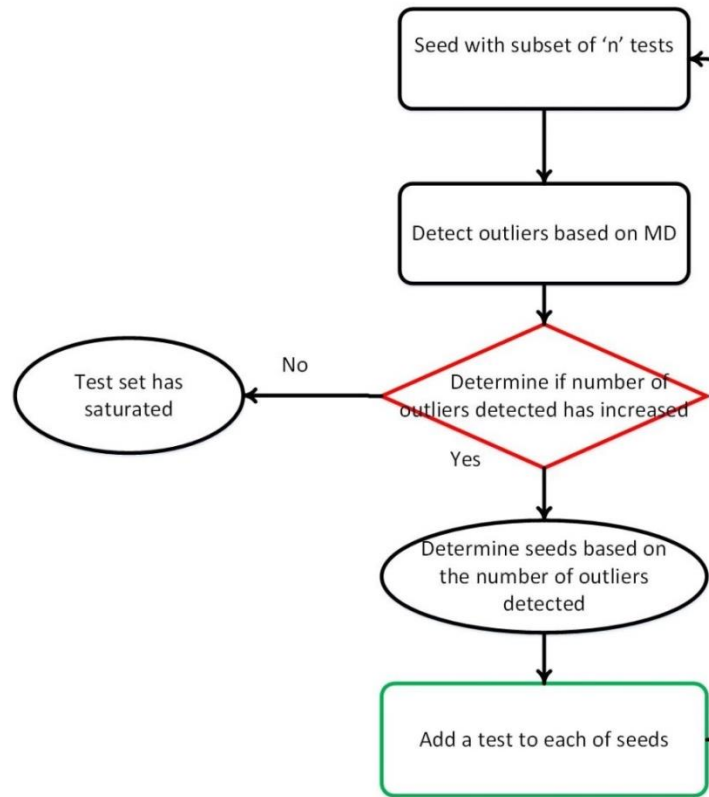 Seed with subset of ‘n’ tests
Detect outliers based on MD
Determine if number of
outliers detected has increased
No
Test set has
saturated
Yes
Determine seeds based on
the number of outliers
detected
Add a test to each of seeds